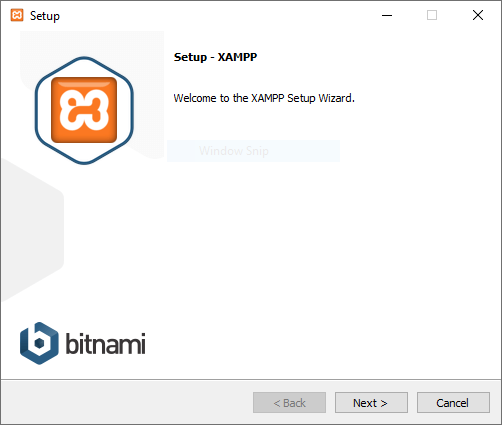 Setup
Setup - XAMPP
Welcome to the XAMPP Setup Wizard.
Window Snip
bitnami
< Back
Next >
Cancel